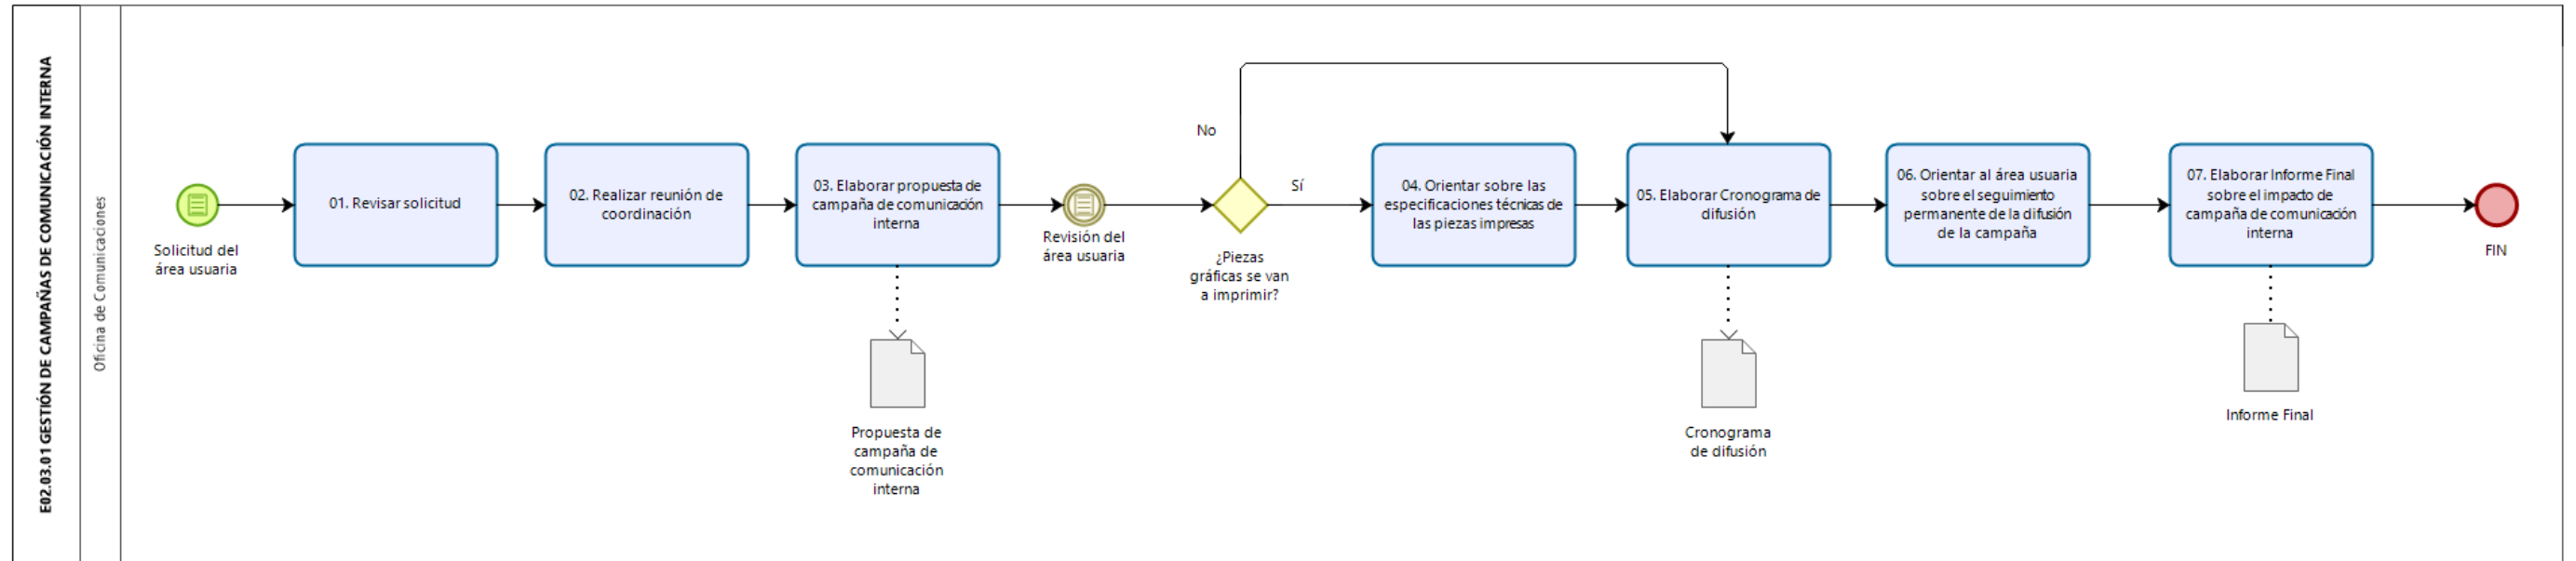 E02.03.01 GESTIÓN DE CAMPAÑAS DE COMUNICACIÓN INTERNA
Oficina de Comunicaciones
Solicitud del
área usuaria
01. Revisar solicitud
02. Realizar reunión de
coordinación
03. Elaborar propuesta de
campaña de comunicación
interna
Propuesta de
campaña de
comunicación
interna
Revisión del
área usuaria
¿Piezas
gráficas se van
a imprimir?
No
Sí
04. Orientar sobre las
especificaciones técnicas de
las piezas impresas
05. Elaborar Cronograma de
difusión
Cronograma
de difusión
06. Orientar al área usuaria
sobre el seguimiento
permanente de la difusión
de la campaña
07. Elaborar Informe Final
sobre el impacto de
campaña de comunicación
interna
Informe Final
FIN